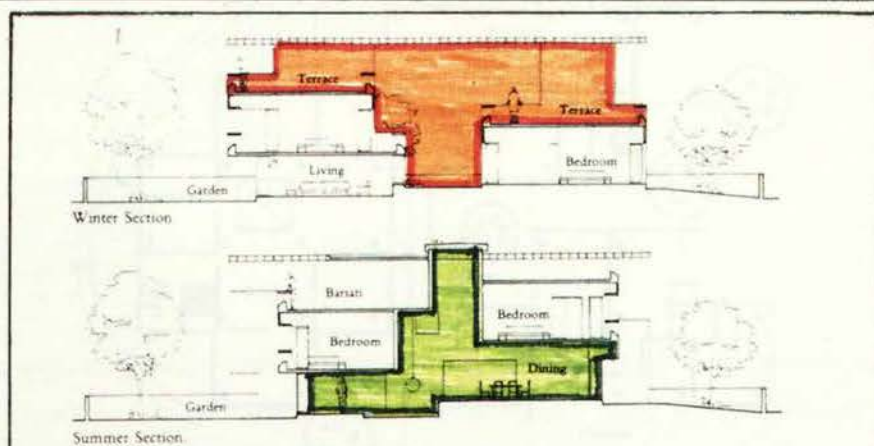 Terrace
Terrace
Living
Bedroom
Garden
Winter Section
Barsati
Bedroom
Bedroom
Dining
Garden
Summer Section.